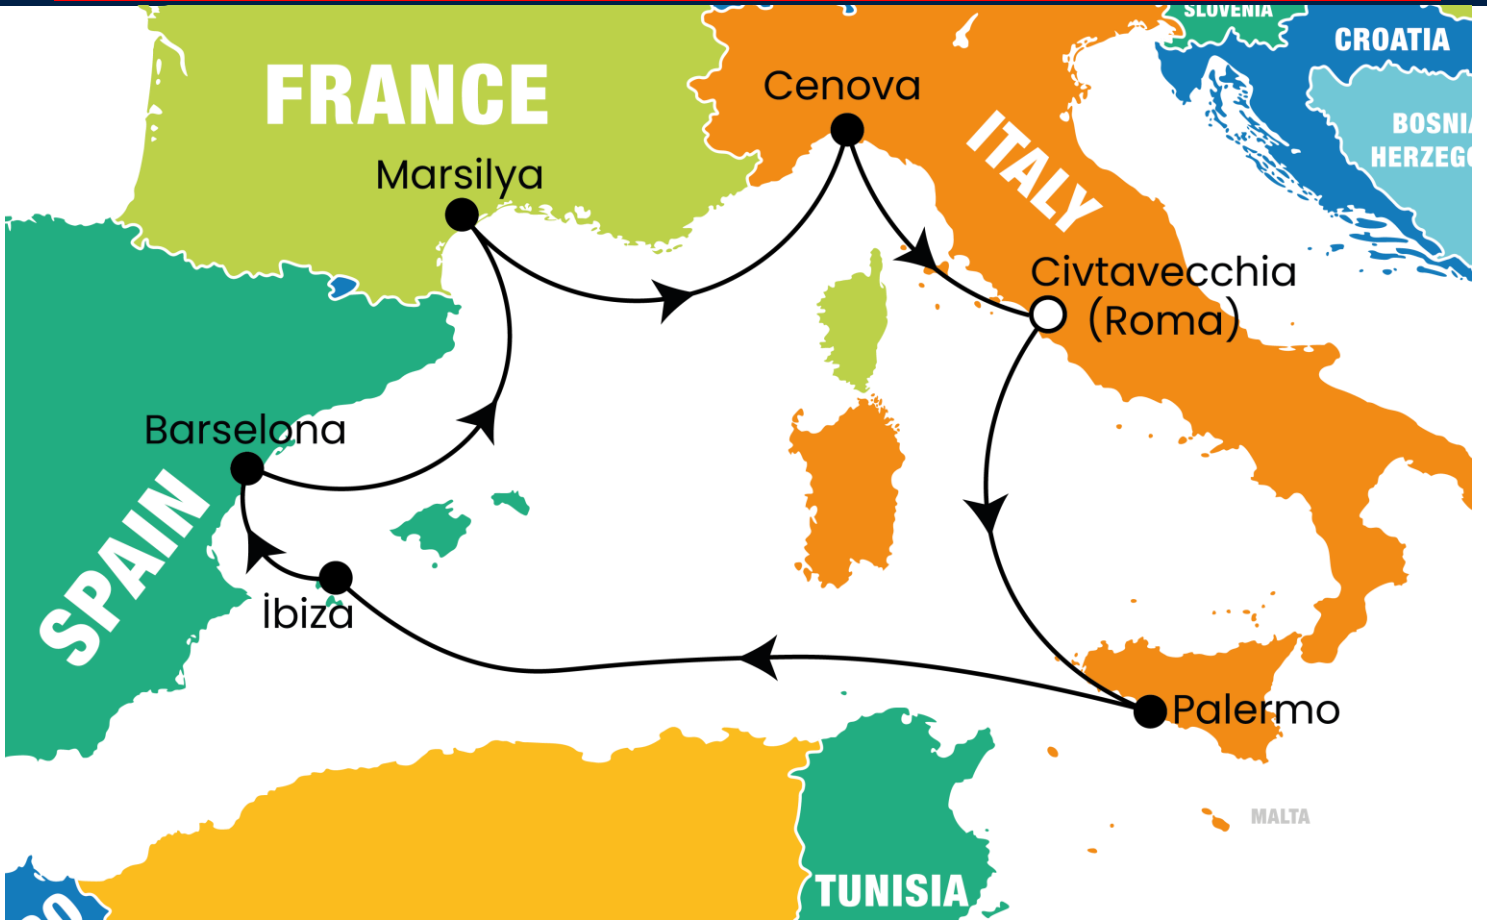 SLOVENIA
CROATIA
FRANCE
Cenova
BOSNIA
HERZEG
ITALY
Marsilya
Civtavecchia
(Roma)
Barselona
SPAIN
İbiza
Palermo
MALTA
TUNISIA